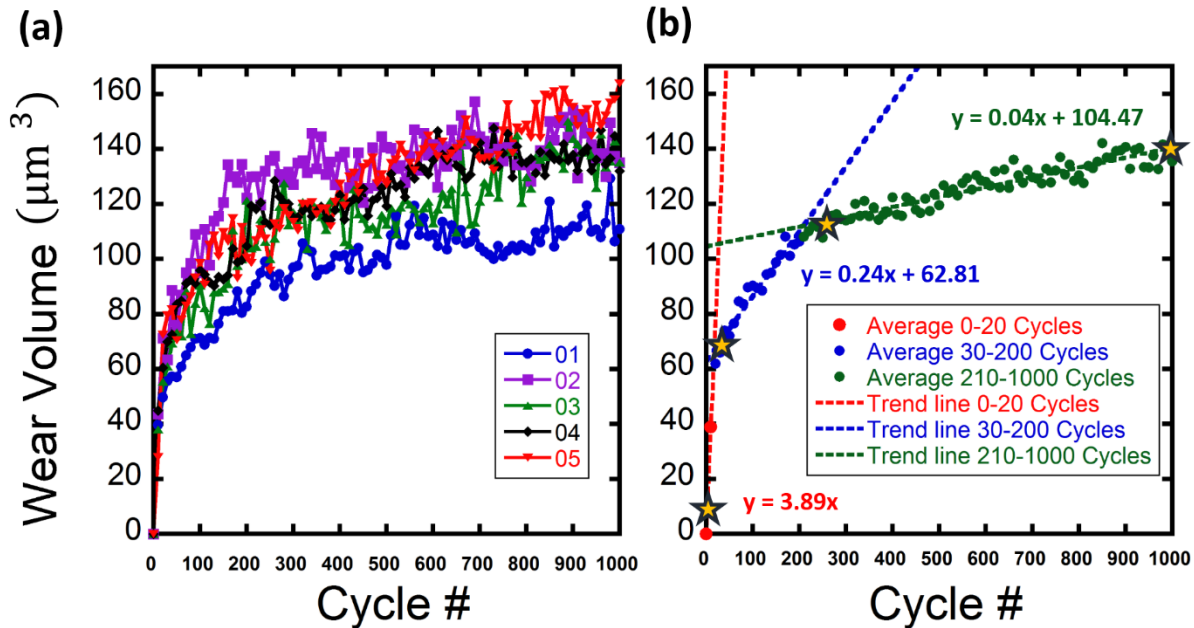 (a)
Wear Volume (μm ³)
160
140
120
100
80
60
40
20
0
0 100 200 300 400 500 600 700 800 900 1000
Cycle #
01
02
03
04
05
(b)
160
140
120
100
80
60
40
20
0
0 100 200 300 400 500 600 700 800 900 1000
Cycle #
y = 0.04x + 104.47
y = 0.24x + 62.81
y = 3.89x
Average 0-20 Cycles
Average 30-200 Cycles
Average 210-1000 Cycles
Trend line 0-20 Cycles
Trend line 30-200 Cycles
Trend line 210-1000 Cycles